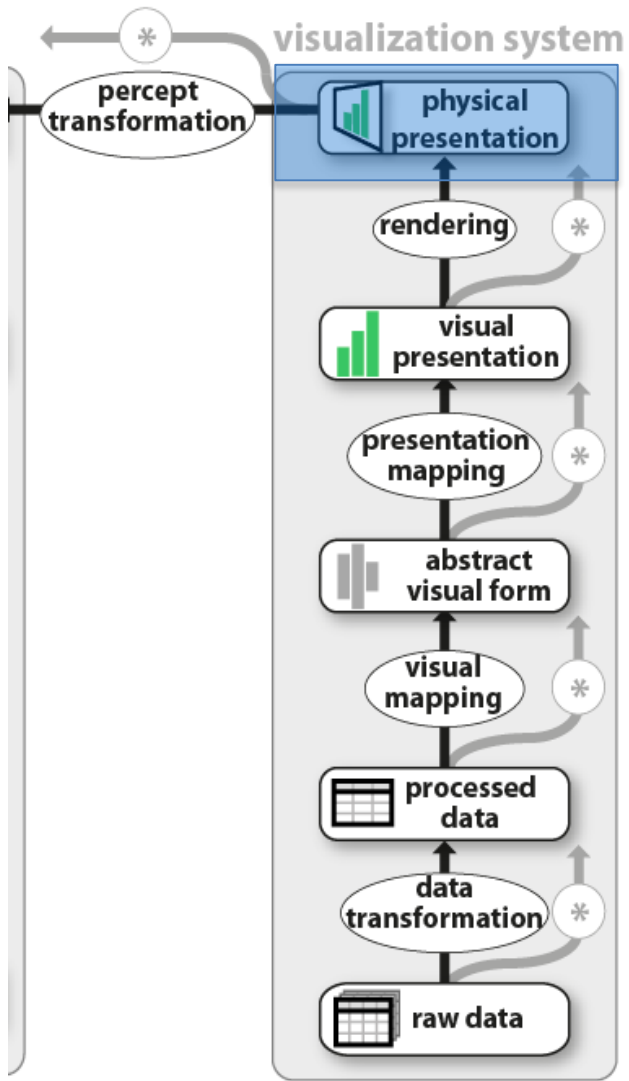 *
visualization system
percept
transformation
physical
presentation
rendering
*
visual
presentation
presentation
mapping
*
abstract
visual form
visual
mapping
*
processed
data
data
transformation
*
raw data